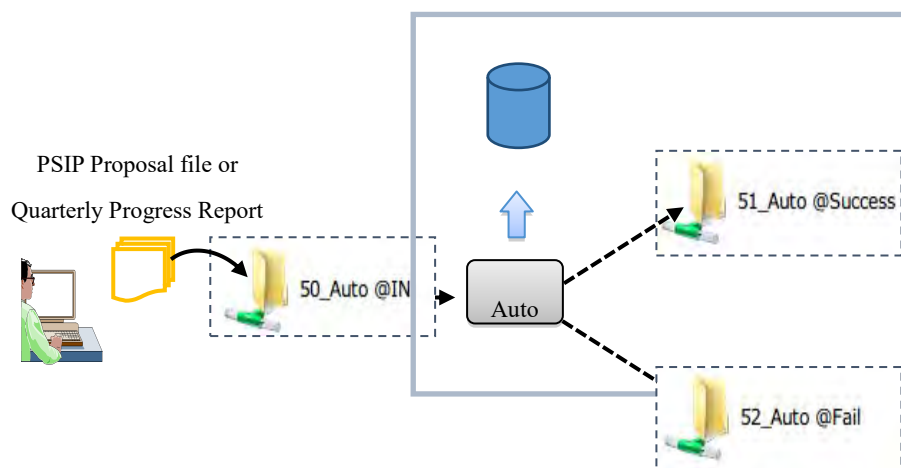 PSIP Proposal file or
Quarterly Progress Report
50_Auto @IN
Auto
51_Auto @Success
52_Auto @Fail